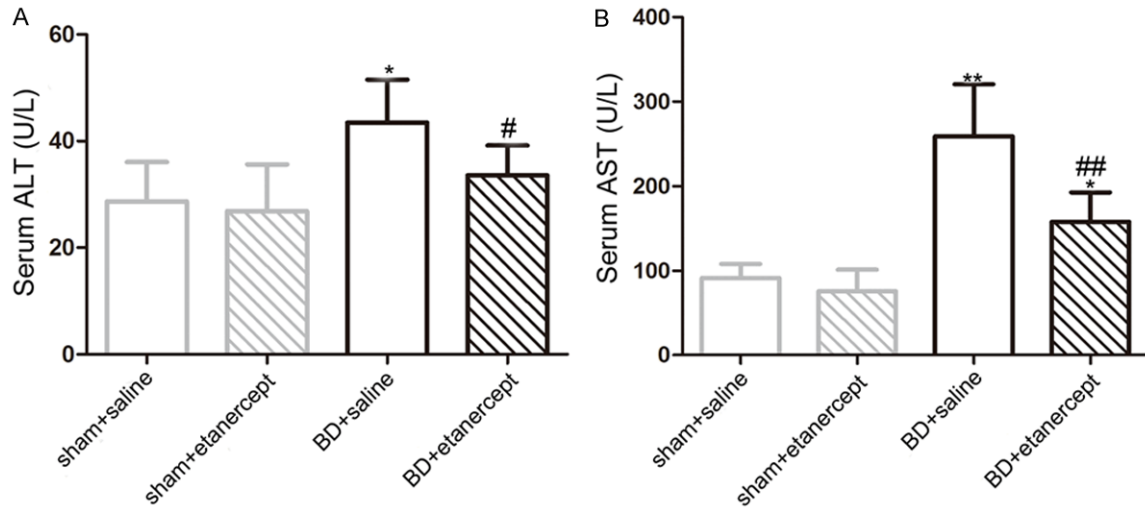 A
Serum ALT (U/L)
60
40
20
0
*
#
sham+saline
sham+etanercept
BD+saline
BD+etanercept
B
Serum AST (U/L)
400
300
200
100
0
**
##
*
sham+saline
sham+etanercept
BD+saline
BD+etanercept